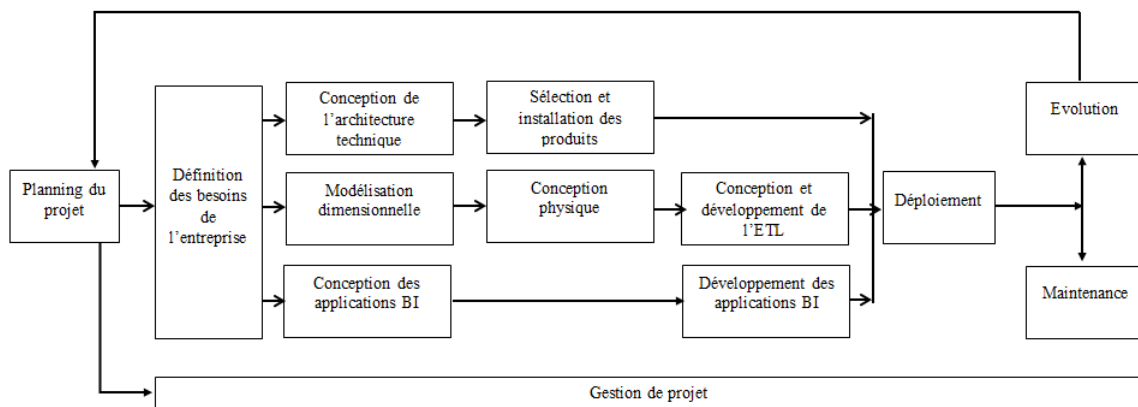 Conception de
l'architecture
technique
Sélection et
installation des
produits
Evolution
Planning du
projet
Définition
des besoins
de
l'entreprise
Modélisation
dimensionnelle
Conception
physique
Conception et
développement de
l'ETL
Déploiement
Conception des
applications BI
Développement des
applications BI
Maintenance
Gestion de projet